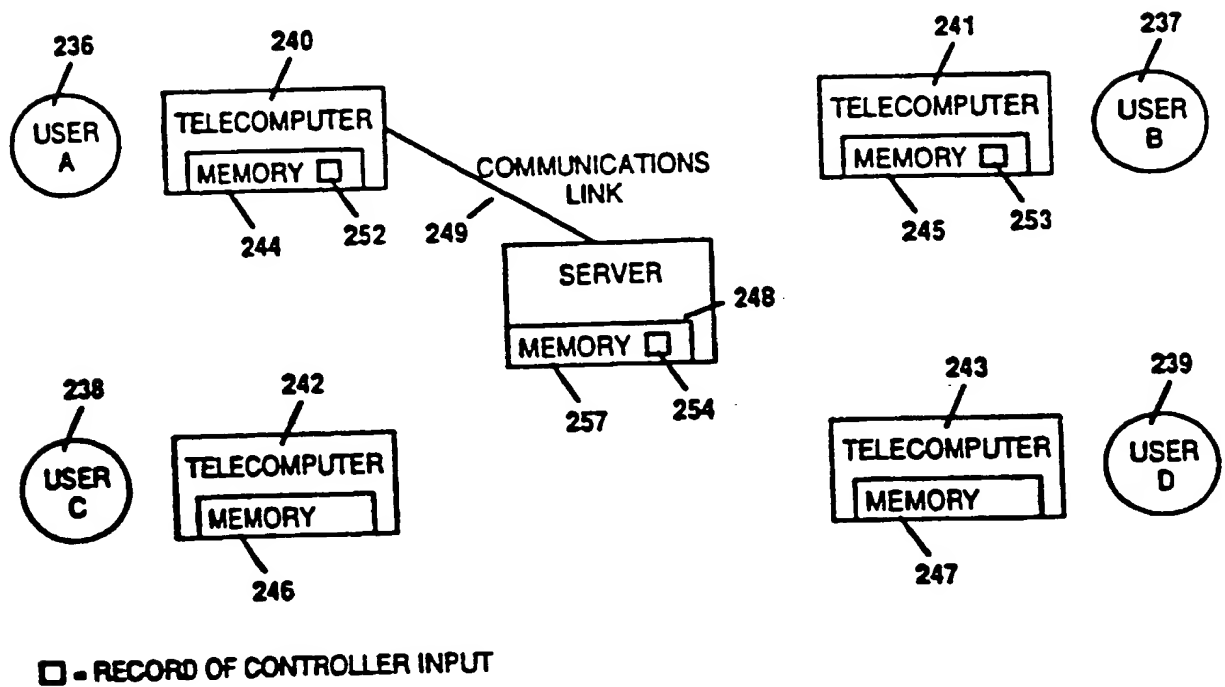 236
240
241
237
USER
A
TELECOMPUTER
MEMORY
244
252
COMMUNICATIONS
LINK
249
TELECOMPUTER
MEMORY
245
253
USER
B
SERVER
248
MEMORY
257
254
238
242
243
239
USER
C
TELECOMPUTER
MEMORY
246
TELECOMPUTER
MEMORY
247
USER
D
□ = RECORD OF CONTROLLER INPUT